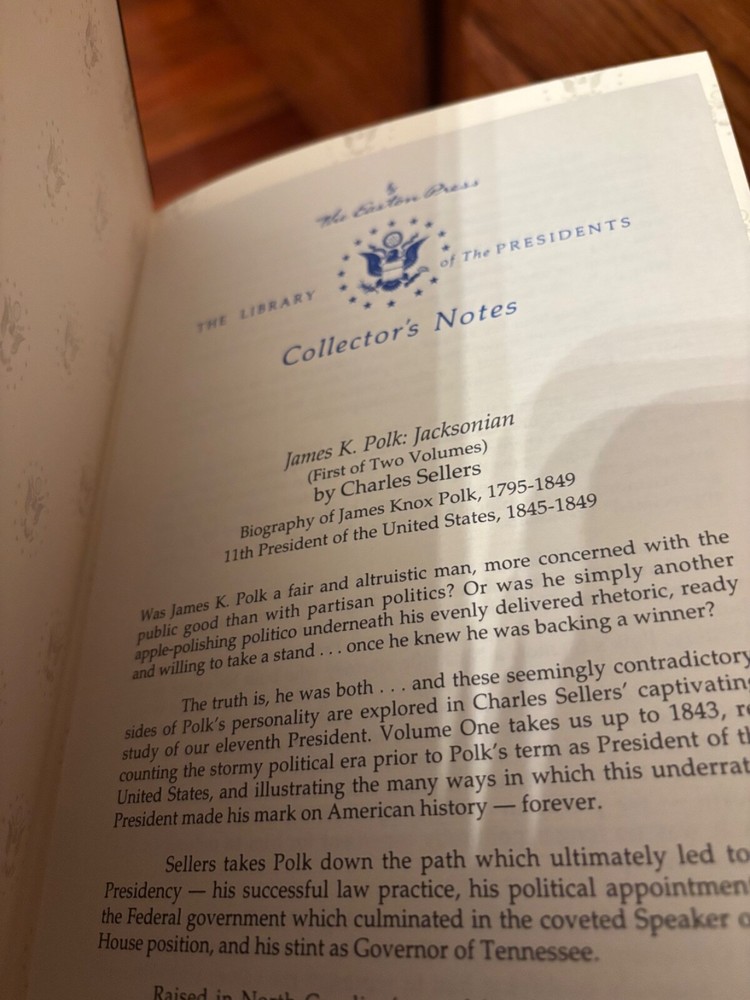 The Easton Press
THE LIBRARY of The PRESIDENTS
Collector's Notes
James K. Polk: Jacksonian
(First of Two Volumes)
by Charles Sellers
Biography of James Knox Polk, 1795-1849
11th President of the United States, 1845-1849
Was James K. Polk a fair and altruistic man, more concerned with the
public good than with partisan politics? Or was he simply another
apple-polishing politico underneath his evenly delivered rhetoric, ready
and willing to take a stand . . . once he knew he was backing a winner?
The truth is, he was both . . . and these seemingly contradictory
sides of Polk's personality are explored in Charles Sellers' captivating
study of our eleventh President. Volume One takes us up to 1843, re
counting the stormy political era prior to Polk's term as President of th
United States, and illustrating the many ways in which this underrat
President made his mark on American history — forever.
Sellers takes Polk down the path which ultimately led to
Presidency — his successful law practice, his political appointmen
the Federal government which culminated in the coveted Speaker o
House position, and his stint as Governor of Tennessee.
Raised in North